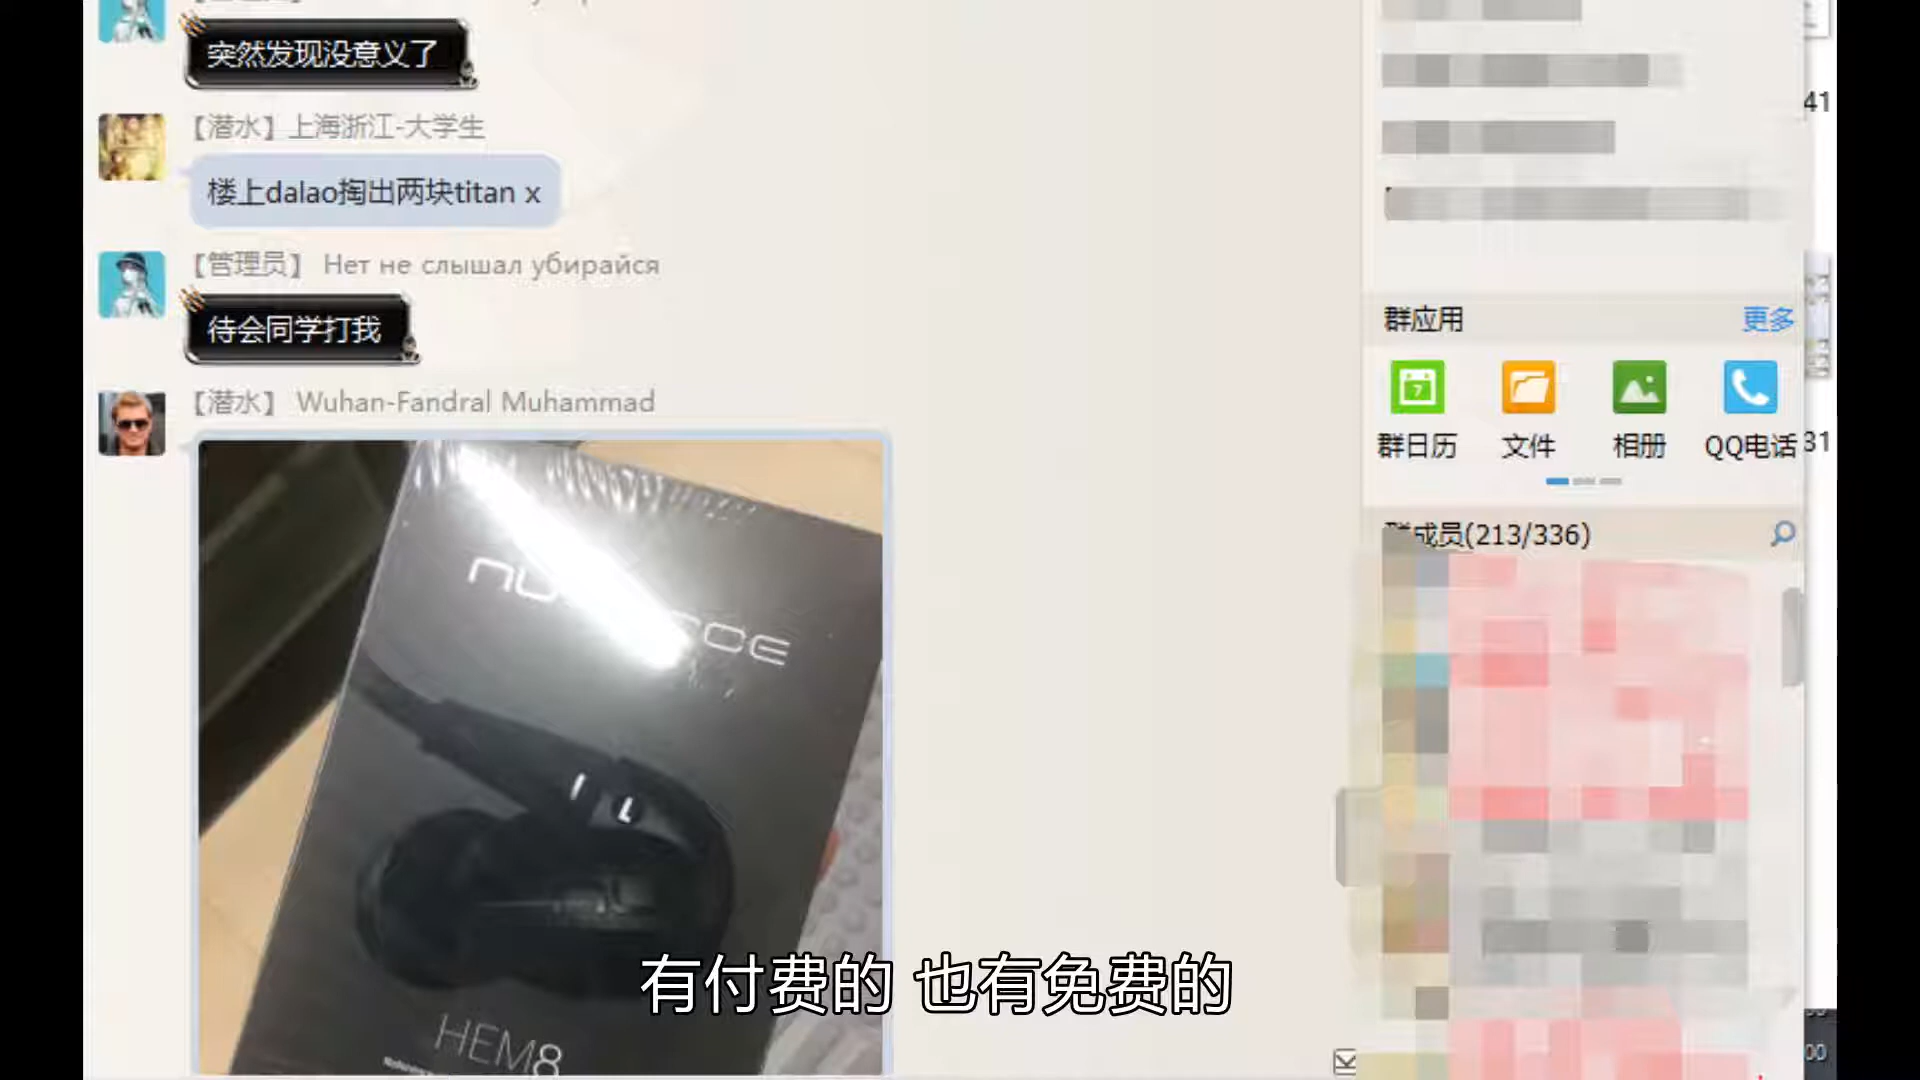 突然发现没意义了
【潜水】上海浙江-大学生
楼上dalao掏出两块titan x
【管理员】 Нет не слышал убирайся
待会同学打我
【潜水】 Wuhan-Fandral Muhammad
HEM8
有付费的 也有免费的
41
群应用 更多
7
群日历 文件 相册 QQ电话
31
群成员(213/336)
00